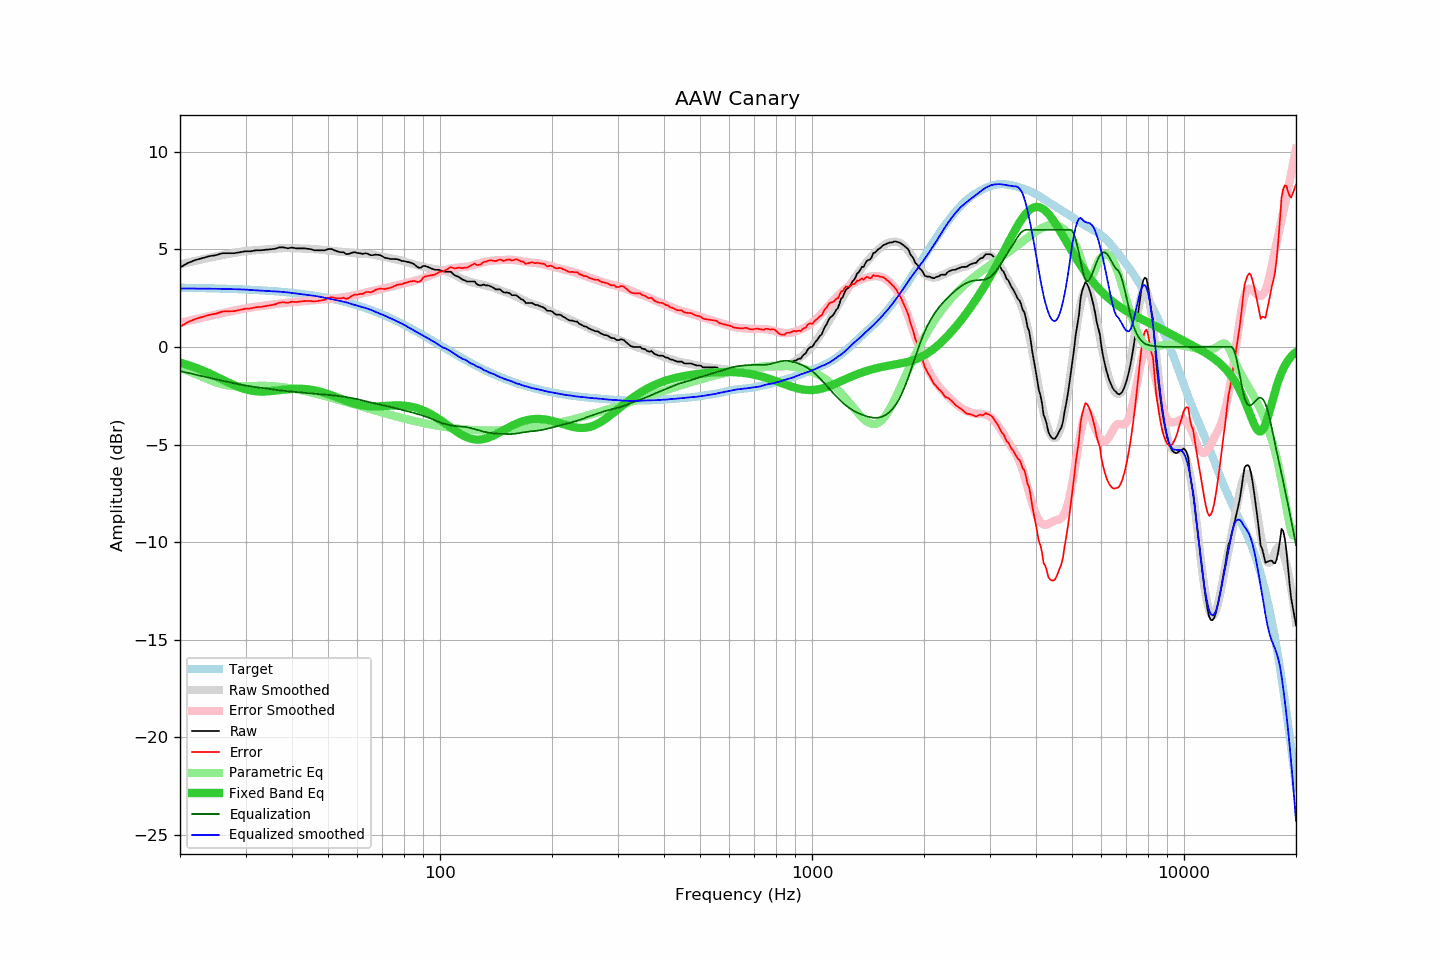 AAW Canary
Amplitude (dBr)
10
5
0
−5
−10
−15
−20
−25
Target
Raw Smoothed
Error Smoothed
Raw
Error
Parametric Eq
Fixed Band Eq
Equalization
Equalized smoothed
100
1000
10000
Frequency (Hz)